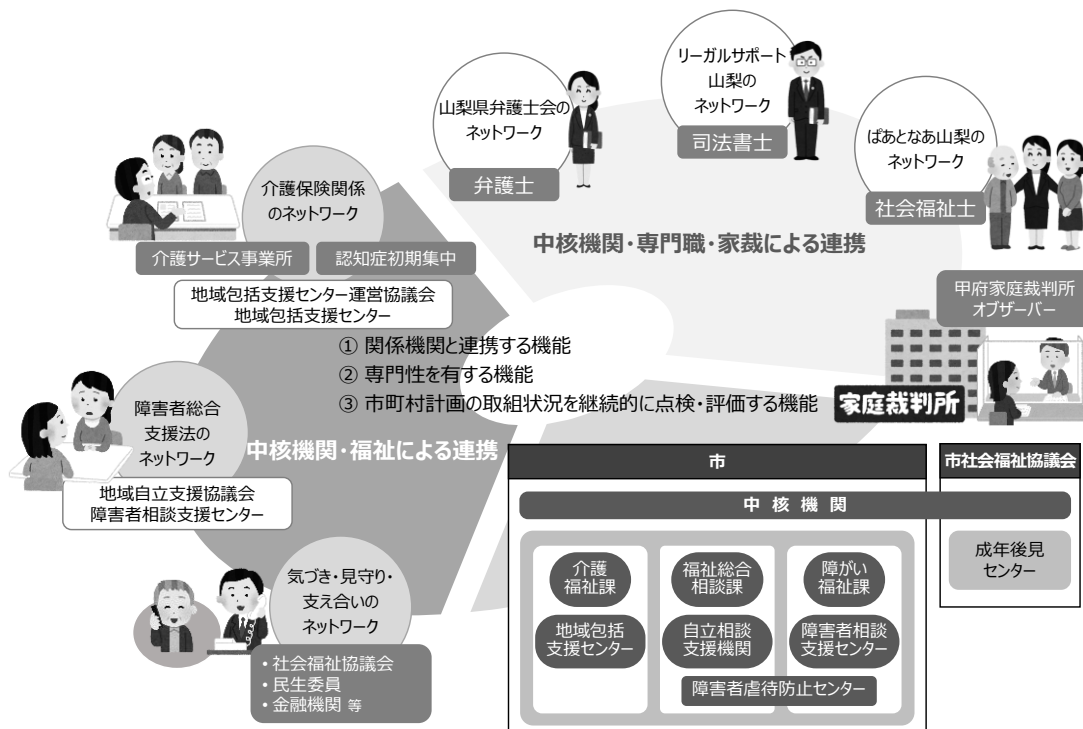 リーガルサポート
山梨の
ネットワーク
司法書士
山梨県弁護士会の
ネットワーク
弁護士
ぱあとなあ山梨の
ネットワーク
社会福祉士
介護保険関係
のネットワーク
介護サービス事業所
認知症初期集中
地域包括支援センター運営協議会
地域包括支援センター
中核機関・専門職・家裁による連携
甲府家庭裁判所
オブザーバー
家庭裁判所
① 関係機関と連携する機能
② 専門性を有する機能
③ 市町村計画の取組状況を継続的に点検・評価する機能
障害者総合
支援法の
ネットワーク
中核機関・福祉による連携
地域自立支援協議会
障害者相談支援センター
気づき・見守り・
支え合いの
ネットワーク
・社会福祉協議会
・民生委員
・金融機関 等
市
市社会福祉協議会
中核機関
介護
福祉課
福祉総合
相談課
障がい
福祉課
成年後見
センター
地域包括
支援センター
自立相談
支援機関
障害者相談
支援センター
障害者虐待防止センター